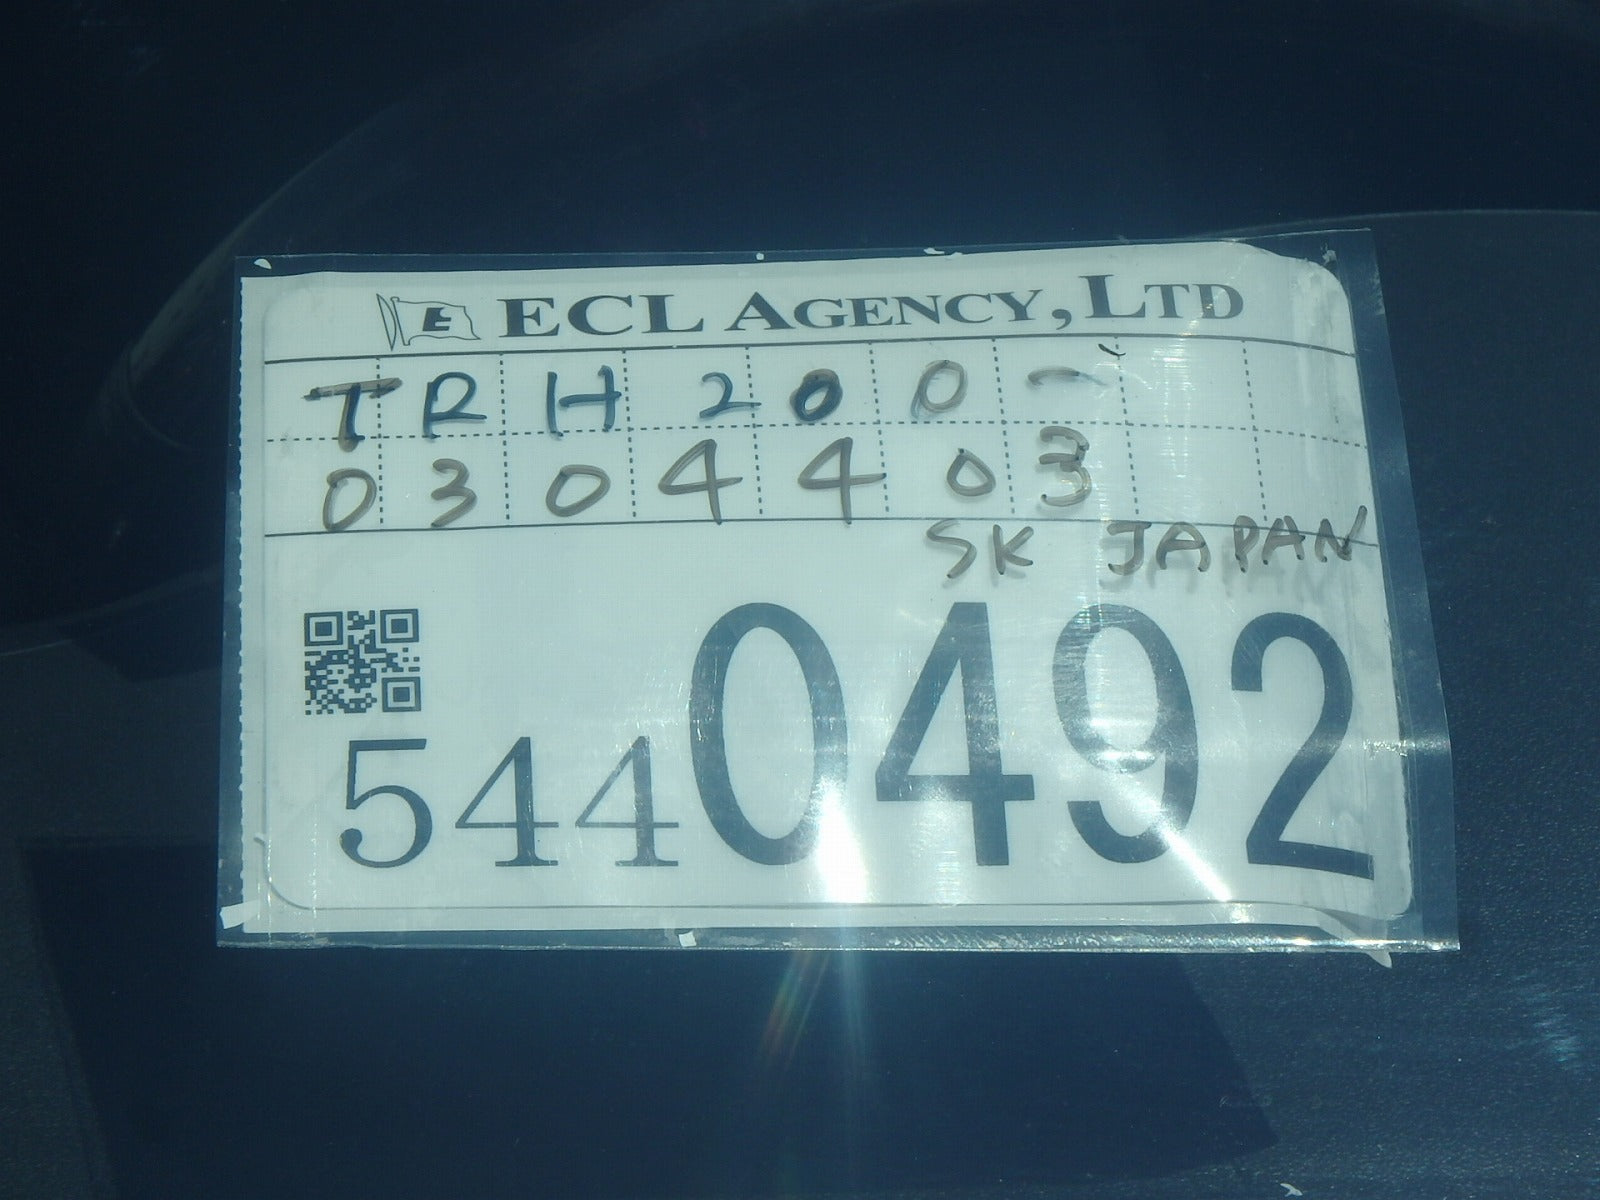 E ECL AGENCY, LTD
TRH200-
0304403
SK JAPAN
5440492